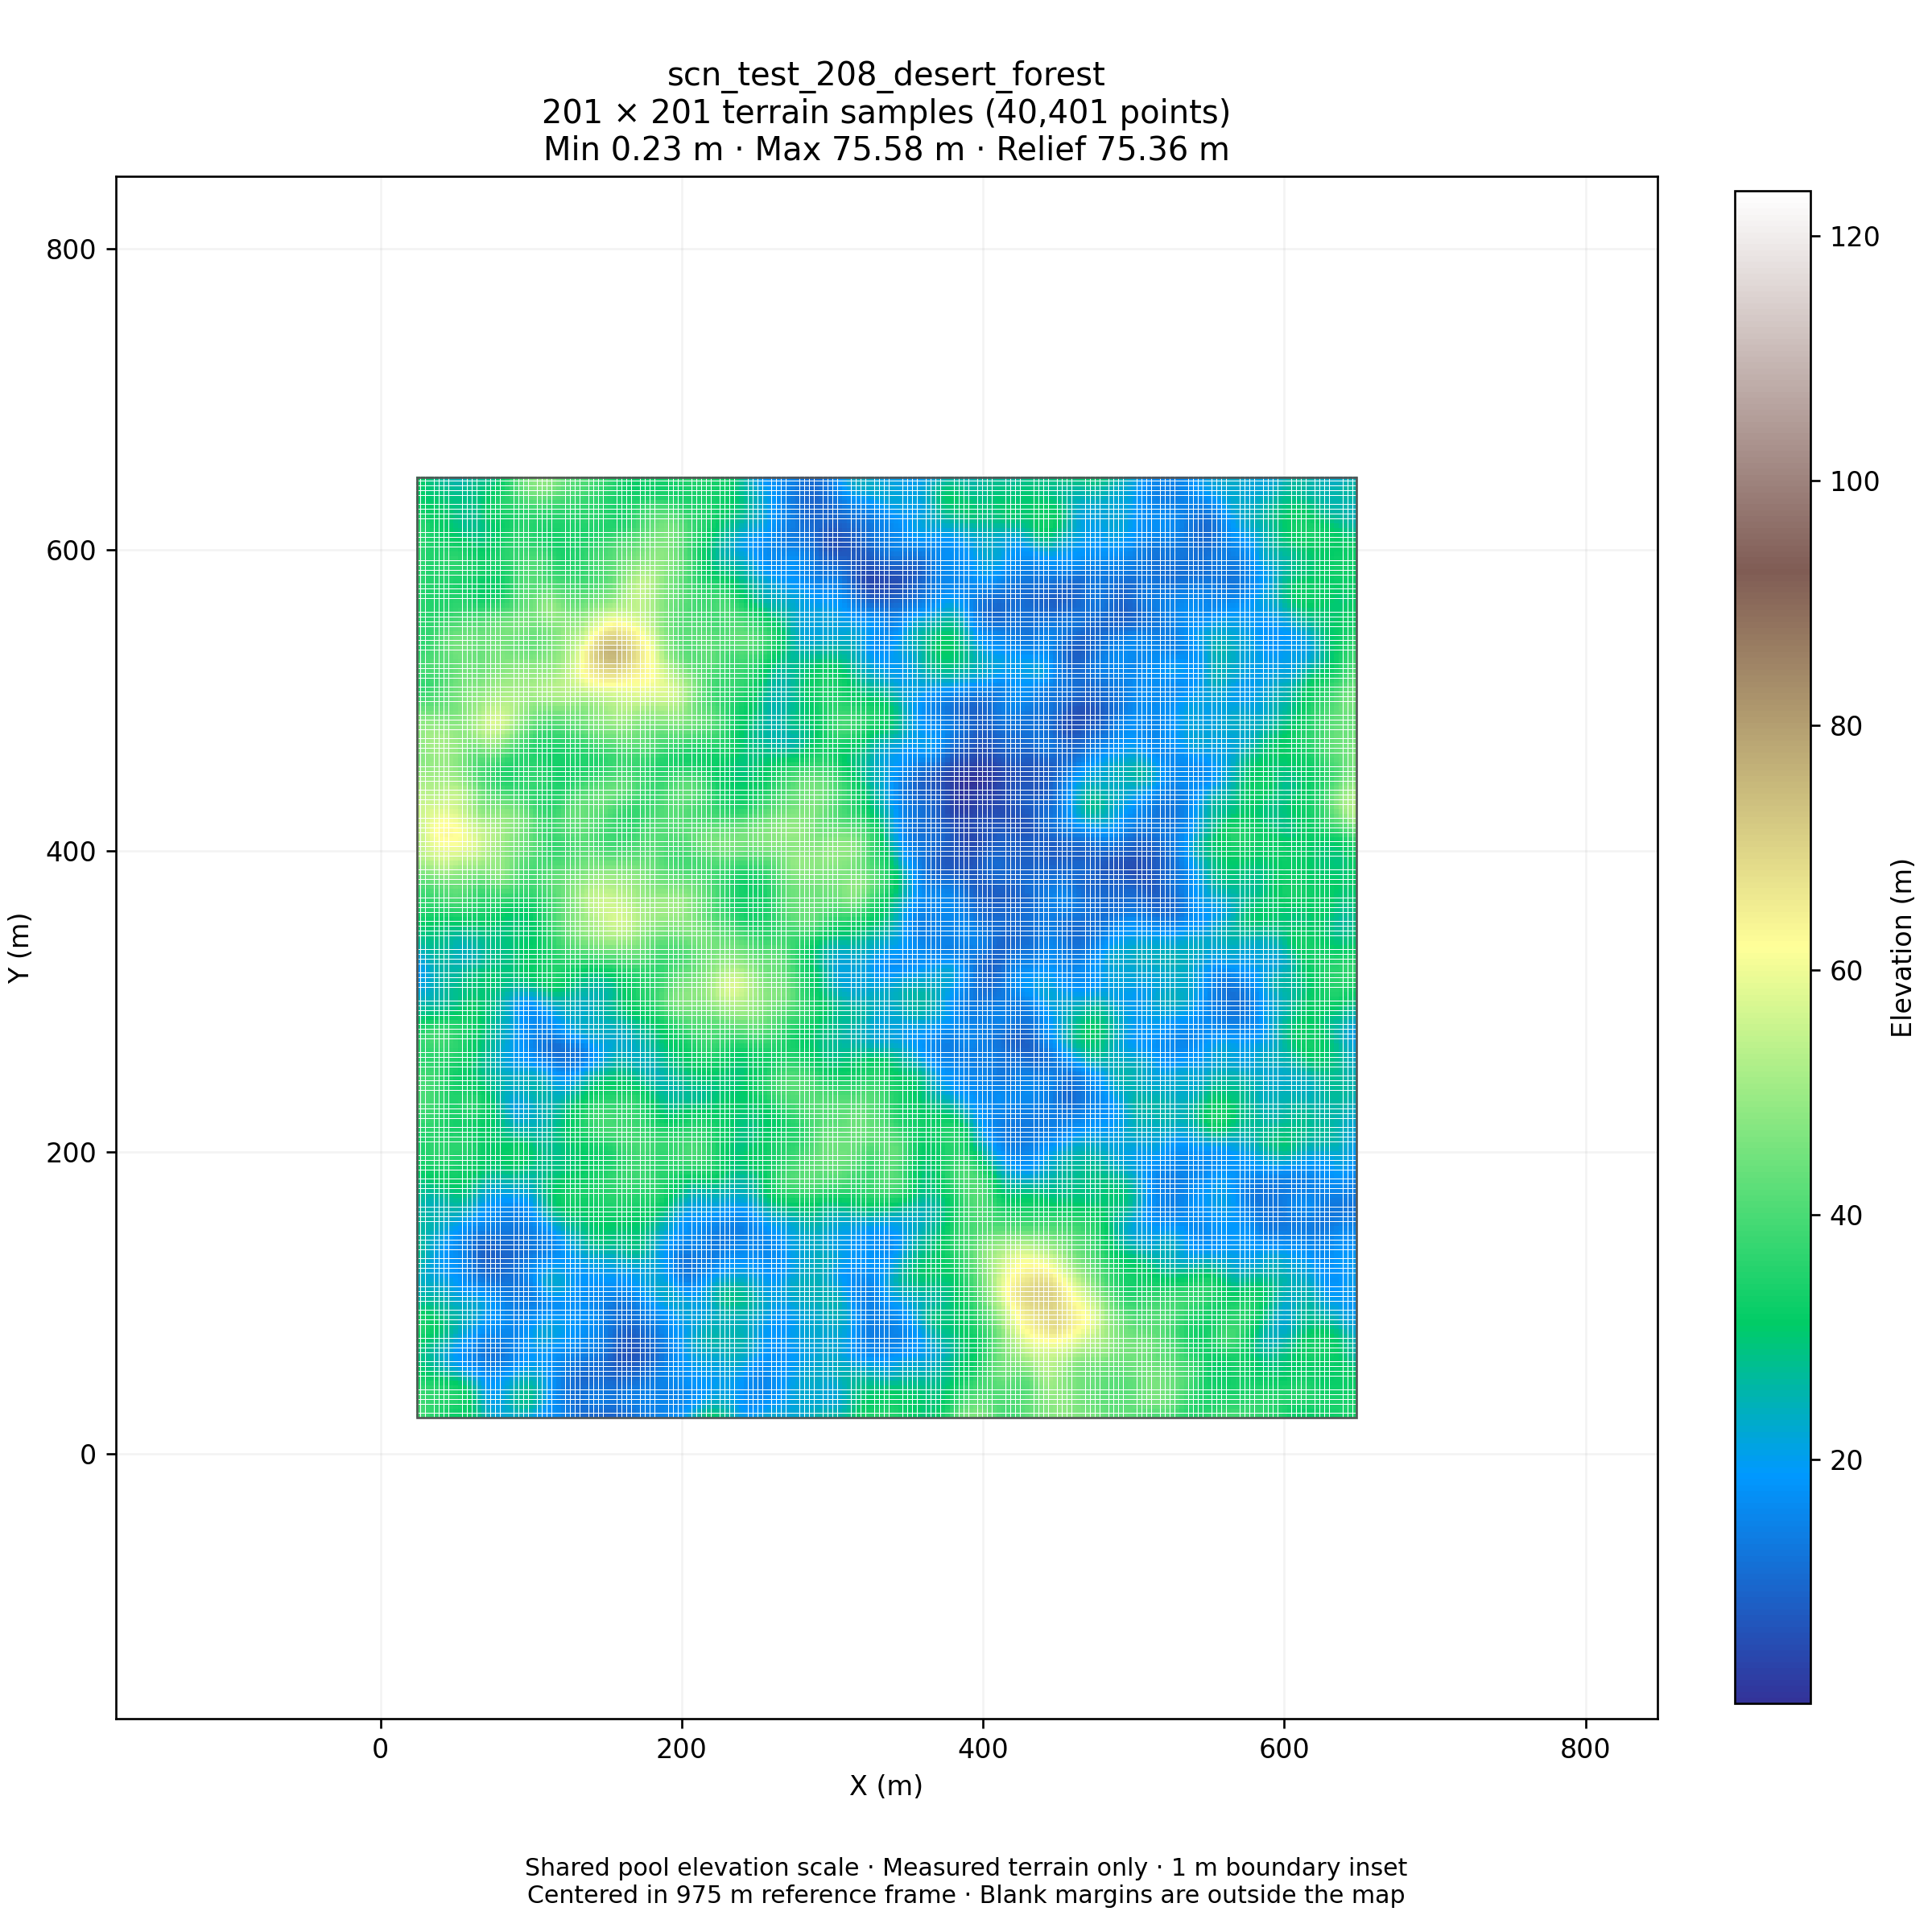 scn_test_208_desert_forest
201 × 201 terrain samples (40,401 points)
Min 0.23 m · Max 75.58 m · Relief 75.36 m
800
600
400
200
0
Y (m)
0
200
400
600
800
X (m)
120
100
80
60
40
20
Elevation (m)
Shared pool elevation scale · Measured terrain only · 1 m boundary inset
Centered in 975 m reference frame · Blank margins are outside the map